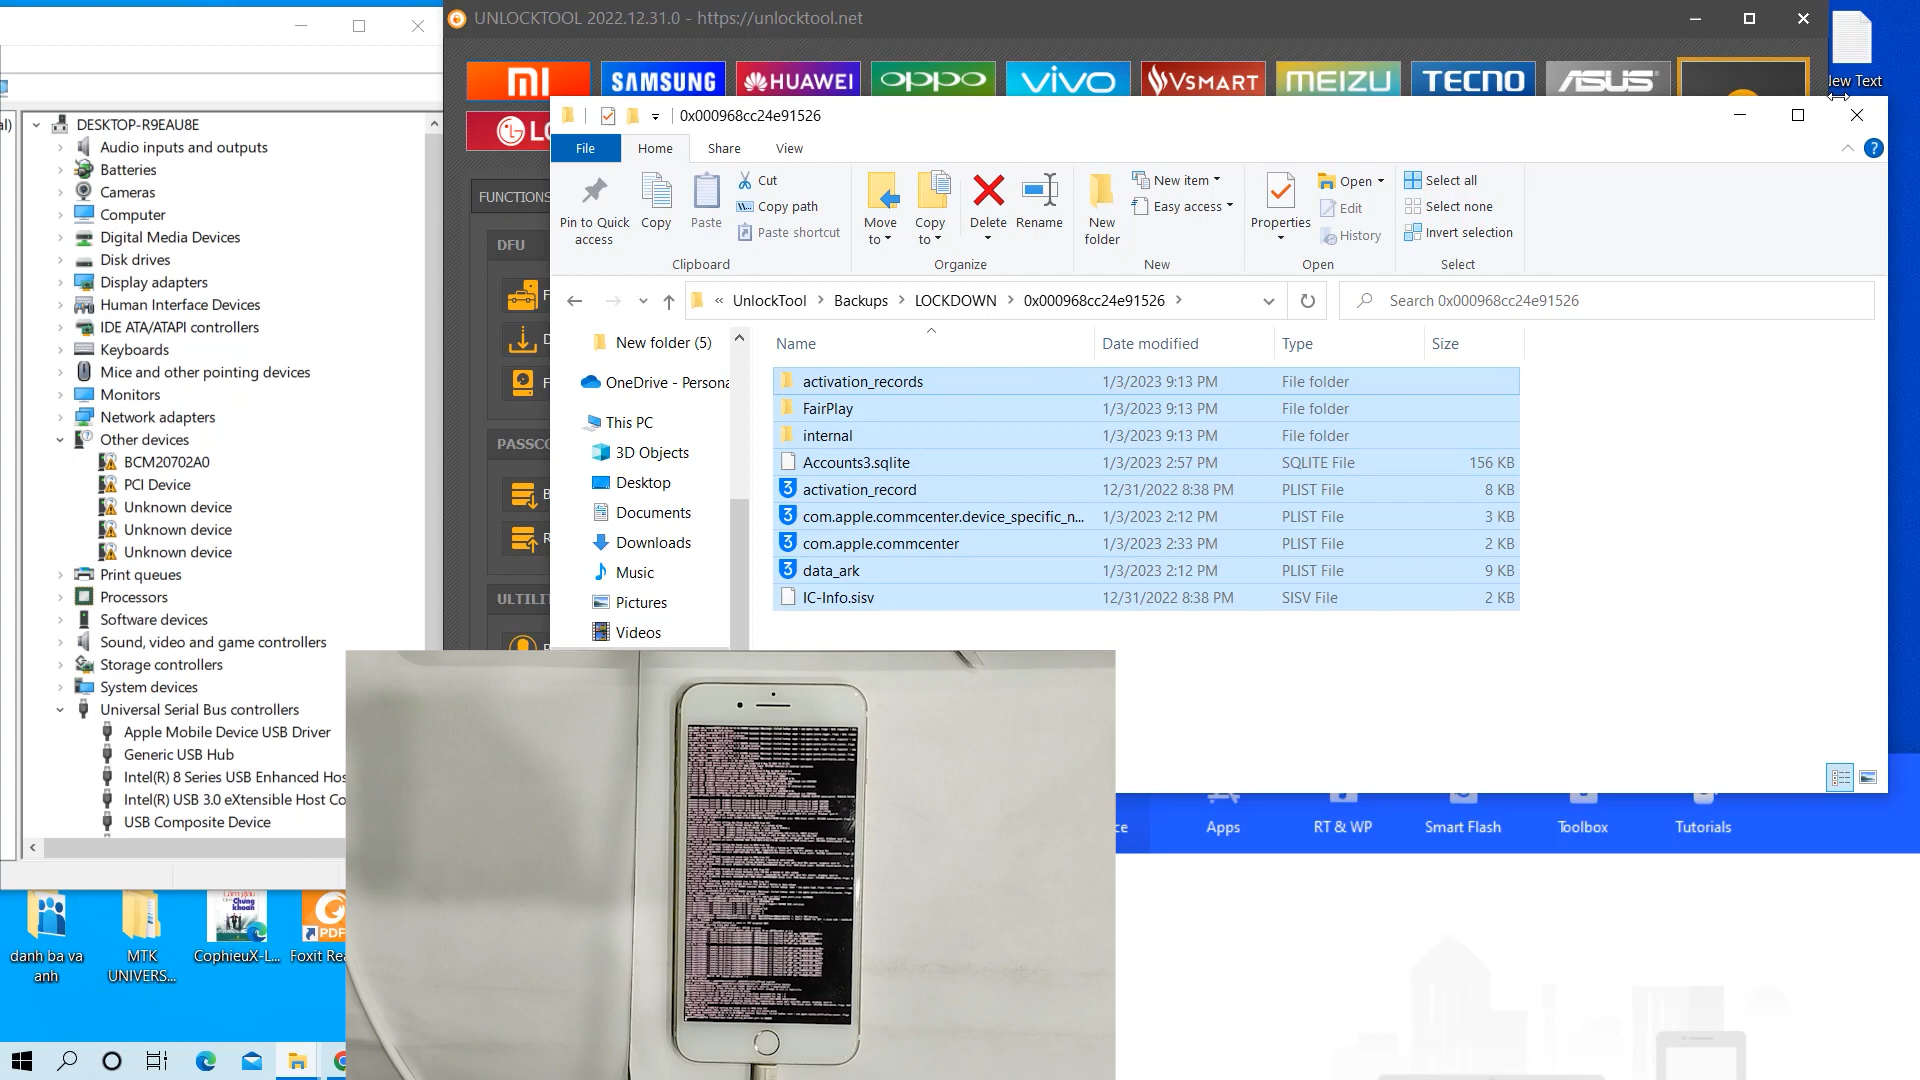 UNLOCKTOOL 2022.12.31.0 - https://unlocktool.net
SAMSUNG
HUAWEI
oppo
vivo
VSMART
MEIZU
TECNO
ASUS
LG
FUNCTIONS
DFU
PASSCO
ULTILI
DESKTOP-R9EAU8E
Audio inputs and outputs
Batteries
Cameras
Computer
Digital Media Devices
Disk drives
Display adapters
Human Interface Devices
IDE ATA/ATAPI controllers
Keyboards
Mice and other pointing devices
Monitors
Network adapters
Other devices
BCM20702A0
PCI Device
Unknown device
Unknown device
Unknown device
Print queues
Processors
Software devices
Sound, video and game controllers
Storage controllers
System devices
Universal Serial Bus controllers
Apple Mobile Device USB Driver
Generic USB Hub
Intel(R) 8 Series USB Enhanced Hos
Intel(R) USB 3.0 eXtensible Host Co
USB Composite Device
0x000968cc24e91526
File Home Share View
Pin to Quick access
Copy
Paste
Cut
Copy path
Paste shortcut
Clipboard
Move to
Copy to
Delete
Rename
Organize
New folder
New item
Easy access
New
Properties
Open
Edit
History
Open
Select all
Select none
Invert selection
Select
« UnlockTool > Backups > LOCKDOWN > 0x000968cc24e91526 >
Search 0x000968cc24e91526
New folder (5)
OneDrive - Persona
This PC
3D Objects
Desktop
Documents
Downloads
Music
Pictures
Videos
Name Date modified Type Size
activation_records 1/3/2023 9:13 PM File folder
FairPlay 1/3/2023 9:13 PM File folder
internal 1/3/2023 9:13 PM File folder
Accounts3.sqlite 1/3/2023 2:57 PM SQLITE File 156 KB
activation_record 12/31/2022 8:38 PM PLIST File 8 KB
com.apple.commcenter.device_specific_n... 1/3/2023 2:12 PM PLIST File 3 KB
com.apple.commcenter 1/3/2023 2:33 PM PLIST File 2 KB
data_ark 1/3/2023 2:12 PM PLIST File 9 KB
IC-Info.sisv 12/31/2022 8:38 PM SISV File 2 KB
ew Text
ce Apps RT & WP Smart Flash Toolbox Tutorials
danh ba va anh
MTK UNIVERS...
Chung khoán
CophieuX-L...
PDF
Foxit Rea